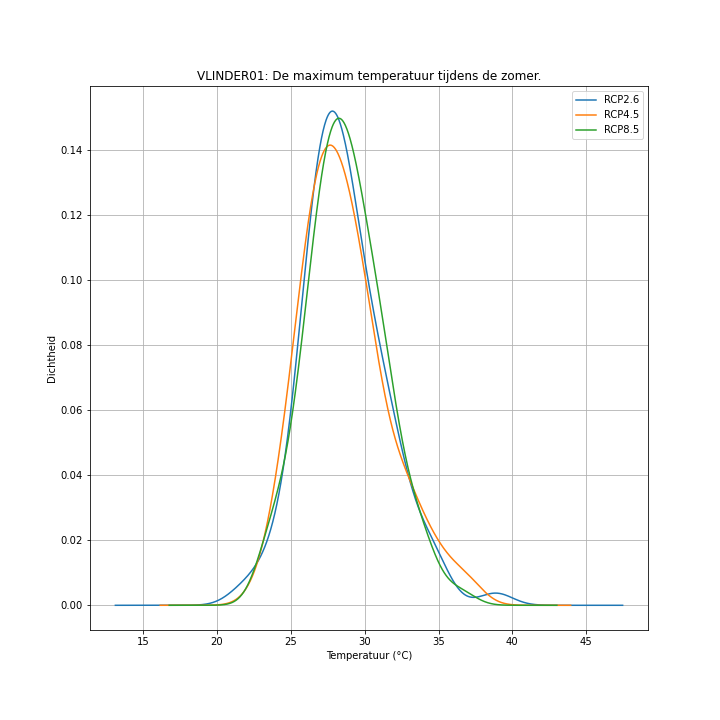 VLINDER01: De maximum temperatuur tijdens de zomer.
RCP2.6
RCP4.5
RCP8.5
Dichtheid
0.14
0.12
0.10
0.08
0.06
0.04
0.02
0.00
15 20 25 30 35 40 45
Temperatuur (°C)